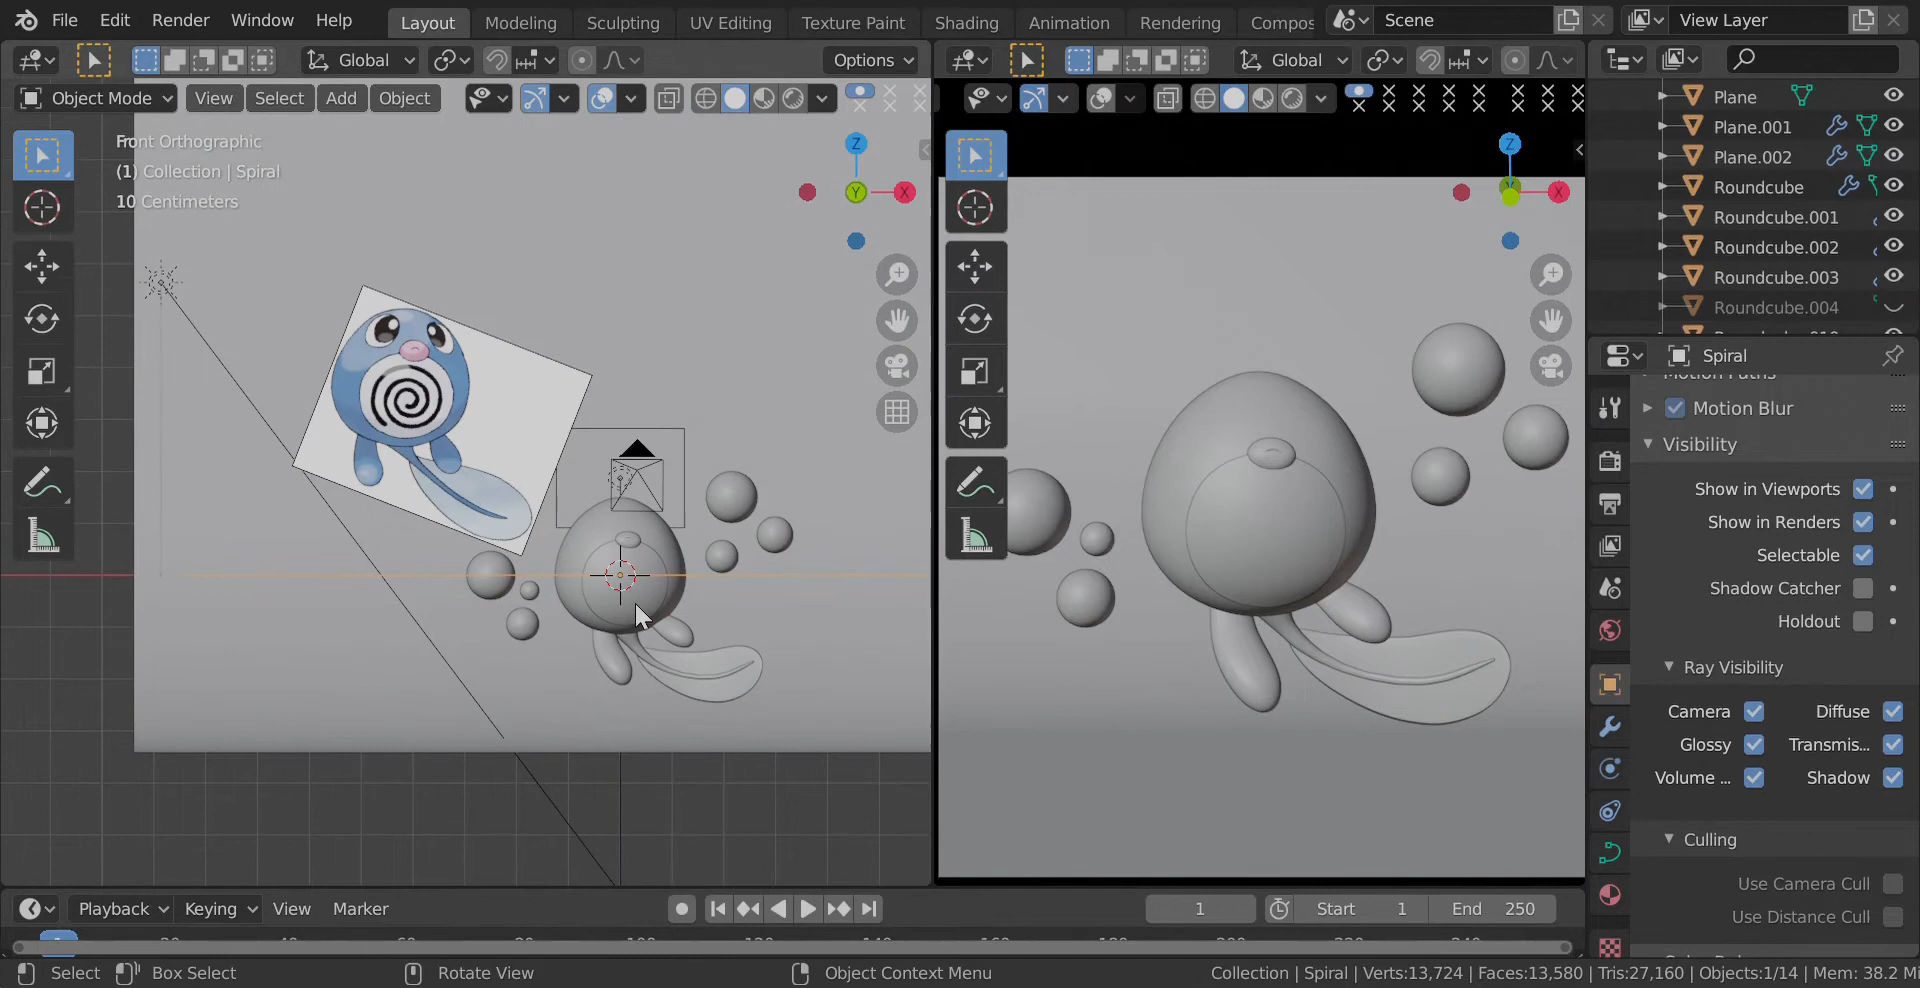 File Edit Render Window Help Layout Modeling Sculpting UV Editing Texture Paint Shading Animation Rendering Compos Scene View Layer
Global Options Global
Object Mode View Select Add Object
Front Orthographic
(1) Collection | Spiral
10 Centimeters
Z
Y
X
Z
X
Plane
Plane.001
Plane.002
Roundcube
Roundcube.001
Roundcube.002
Roundcube.003
Roundcube.004
Spiral
Motion Paths
Motion Blur
Visibility
Show in Viewports
Show in Renders
Selectable
Shadow Catcher
Holdout
Ray Visibility
Camera Diffuse
Glossy Transmis...
Volume ... Shadow
Culling
Use Camera Cull
Use Distance Cull
Playback Keying View Marker 1 Start 1 End 250
Select Box Select Rotate View Object Context Menu Collection | Spiral | Verts:13,724 | Faces:13,580 | Tris:27,160 | Objects:1/14 | Mem: 38.2 Mi